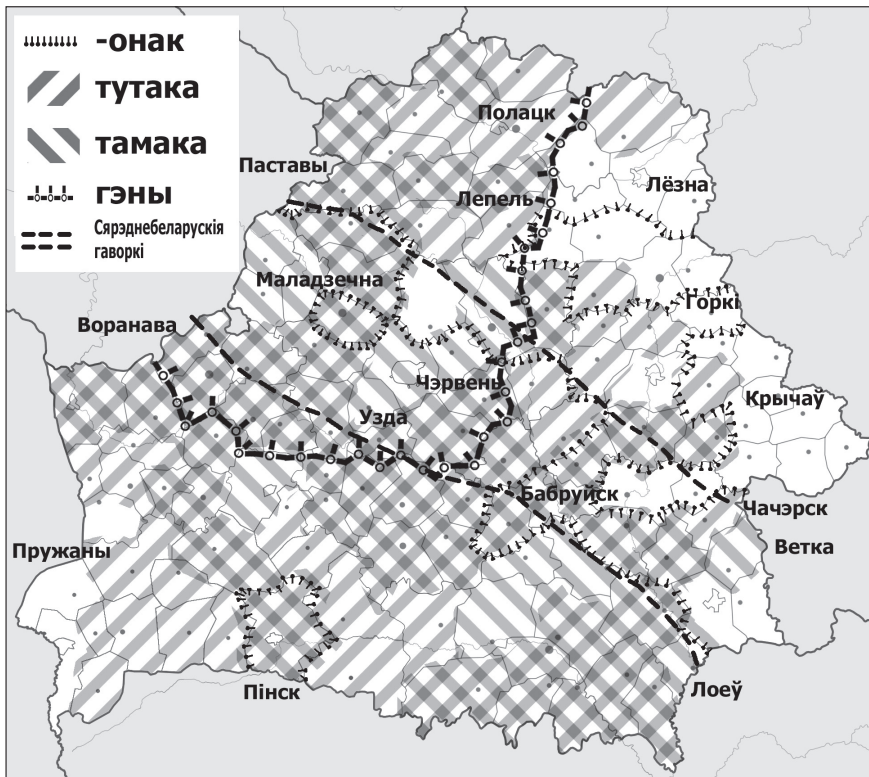 -онак
тутака
тамака
гэны
Сярэднебеларускія
гаворкі
Полацк
Паставы
Лёзна
Лепель
Маладзечна
Горкі
Воранава
Чэрвень
Крычаў
Узда
Бабруйск
Чачэрск
Пружаны
Ветка
Пінск
Лоеў